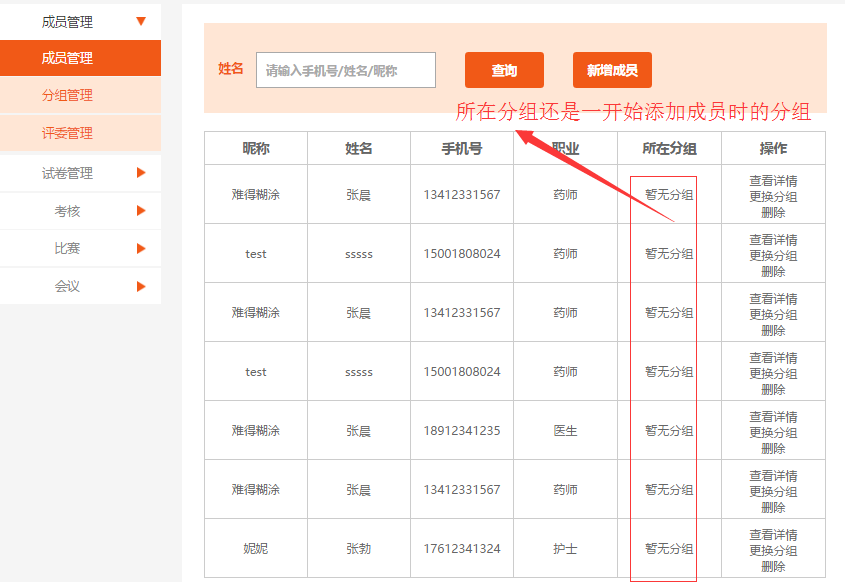 成员管理
成员管理
分组管理
评委管理
试卷管理
考核
比赛
会议
姓名 请输入手机号/姓名/昵称 查询 新增成员
所在分组还是一开始添加成员时的分组
昵称 姓名 手机号 职业 所在分组 操作
难得糊涂 张晨 13412331567 药师 暂无分组 查看详情
更换分组
删除
test sssss 15001808024 药师 暂无分组 查看详情
更换分组
删除
难得糊涂 张晨 13412331567 药师 暂无分组 查看详情
更换分组
删除
test sssss 15001808024 药师 暂无分组 查看详情
更换分组
删除
难得糊涂 张晨 18912341235 医生 暂无分组 查看详情
更换分组
删除
难得糊涂 张晨 13412331567 药师 暂无分组 查看详情
更换分组
删除
妮妮 张勃 17612341324 护士 暂无分组 查看详情
更换分组
删除